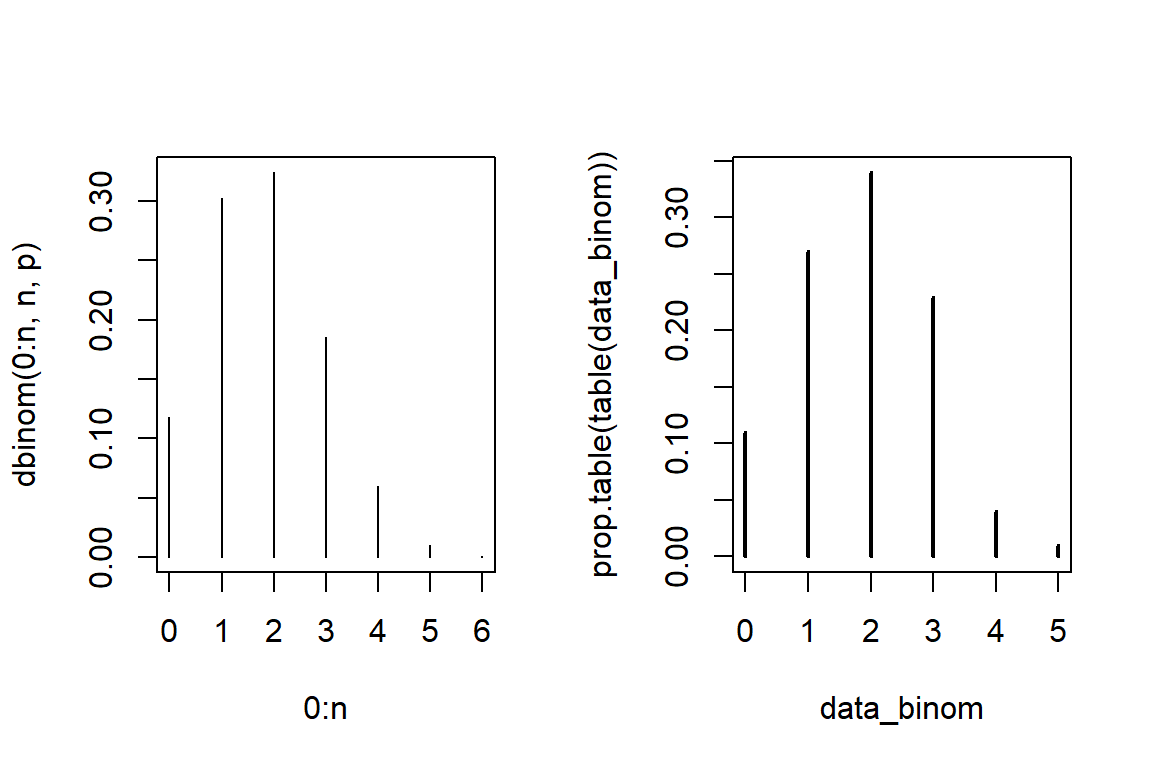 dbinom(0:n, n, p)
0.00 0.10 0.20 0.30
0 1 2 3 4 5 6
0:n
prop.table(table(data_binom))
0.00 0.10 0.20 0.30
0 1 2 3 4 5
data_binom